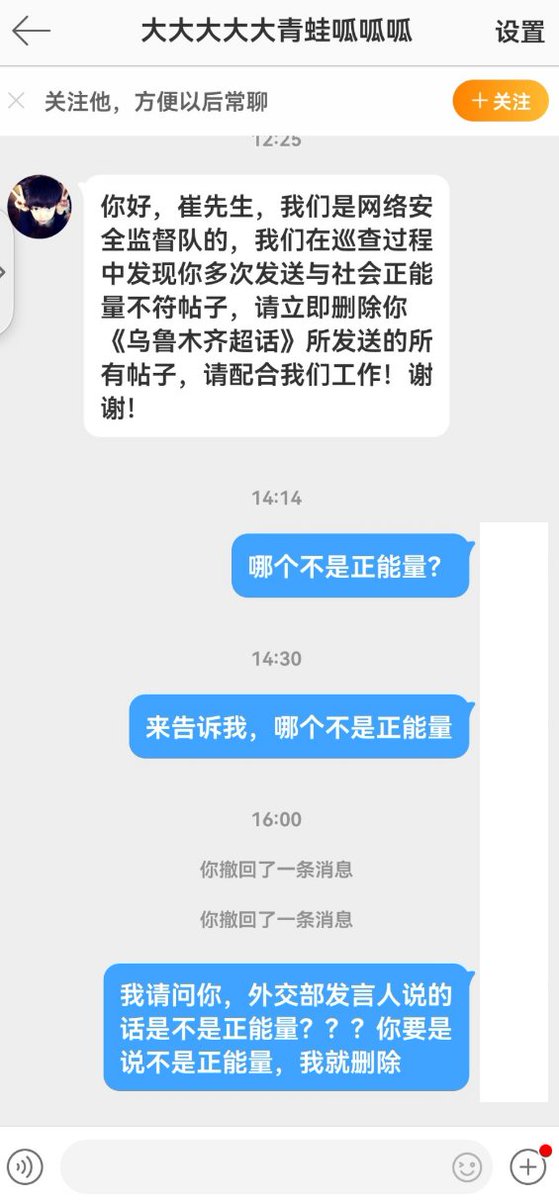 大大大大大青蛙呱呱呱
设置
关注他，方便以后常聊
+关注
12:25
你好，崔先生，我们是网络安
全监督队的，我们在巡查过程
中发现你多次发送与社会正能
量不符帖子，请立即删除你
《乌鲁木齐超话》所发送的所
有帖子，请配合我们工作！谢
谢！
14:14
哪个不是正能量？
14:30
来告诉我，哪个不是正能量
16:00
你撤回了一条消息
你撤回了一条消息
我请问你，外交部发言人说的
话是不是正能量？？？你要是
说不是正能量，我就删除